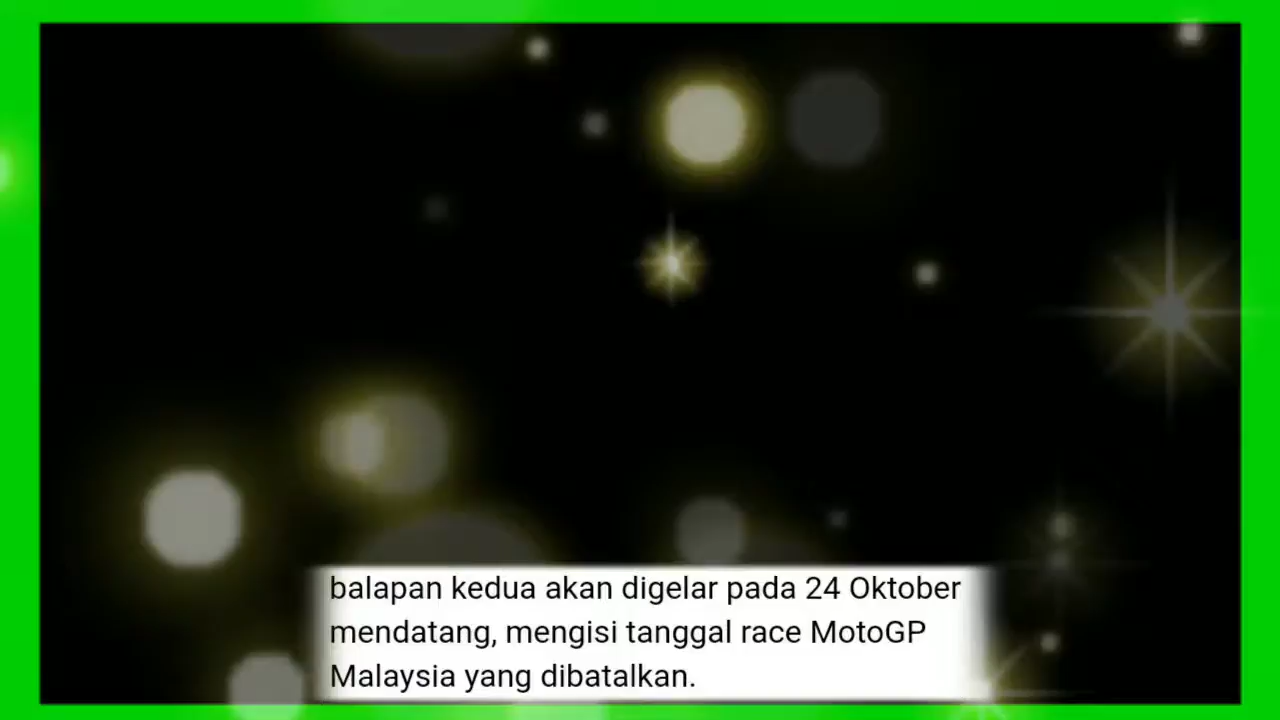 balapan kedua akan digelar pada 24 Oktober
mendatang, mengisi tanggal race MotoGP
Malaysia yang dibatalkan.